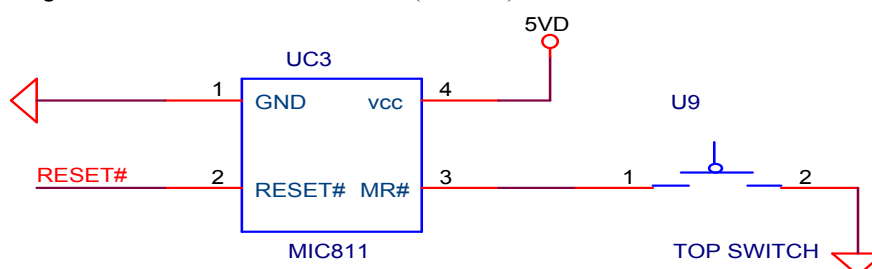 5VD
UC3
1 GND vcc 4
U9
RESET# 2 RESET# MR# 3 1 2
MIC811 TOP SWITCH